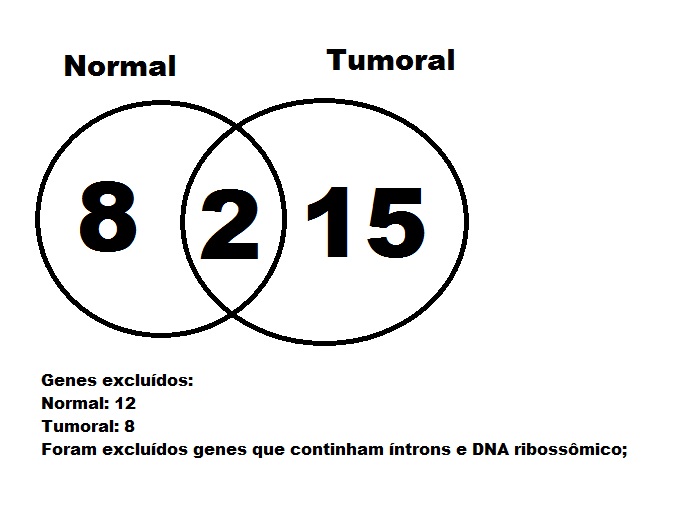 Normal
Tumoral
8 2 15
Genes excluídos:
Normal: 12
Tumoral: 8
Foram excluídos genes que continham íntrons e DNA ribossômico;